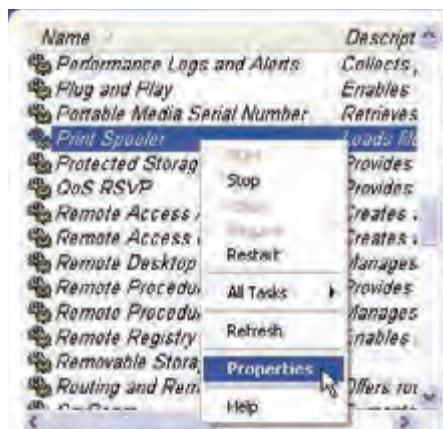 Name Descript
Performance Logs and Alerts Collects,
Plug and Play Enables
Portable Media Serial Number Retrieves
Print Spooler Loads file
Protected Storag Provides
QoS RSVP Provides
Remote Access Creates
Remote Access Creates
Remote Desktop Manages
Remote Procedu Provides
Remote Procedu Manages
Remote Registry Enables
Removable Stora
Routing and Rem Offers rou
Stop
Restart
All Tasks
Refresh
Properties
Help